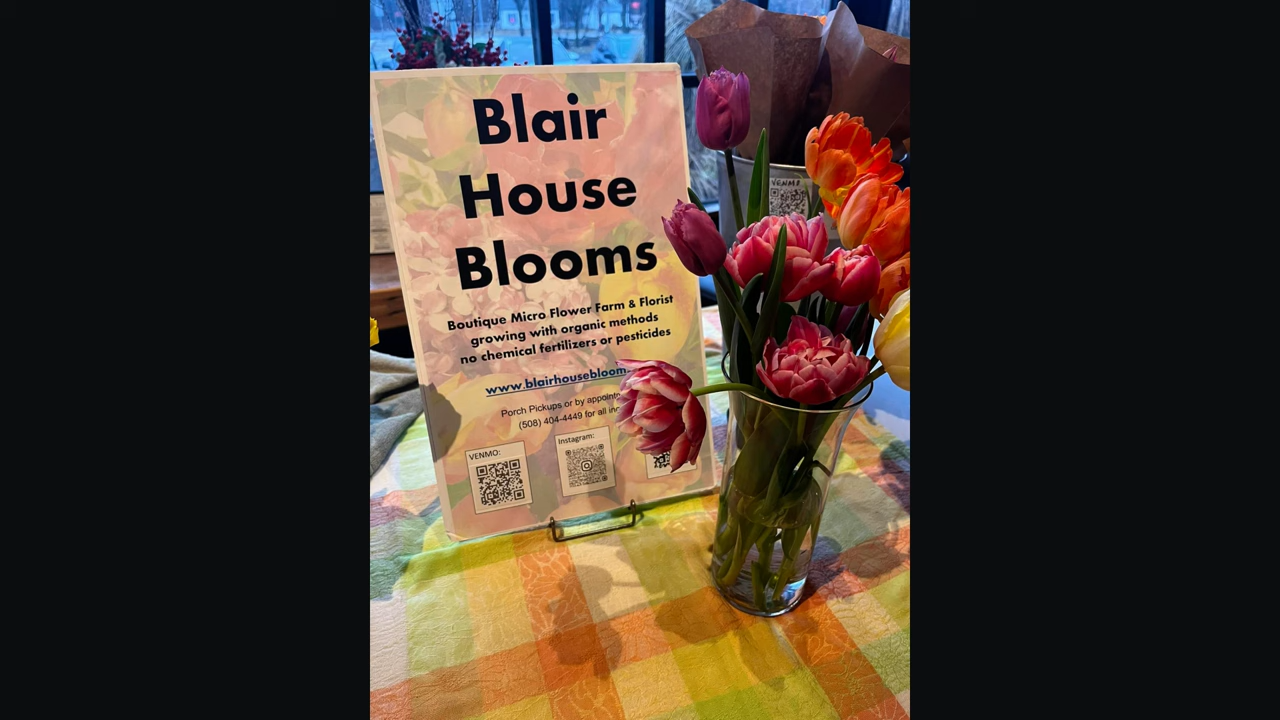 Blair
House
Blooms
Boutique Micro Flower Farm & Florist
growing with organic methods
no chemical fertilizers or pesticides
www.blairhousebloom
Porch Pickups or by appoint
(508) 404-4449 for all in
VENMO:
Instagram:
VENMO